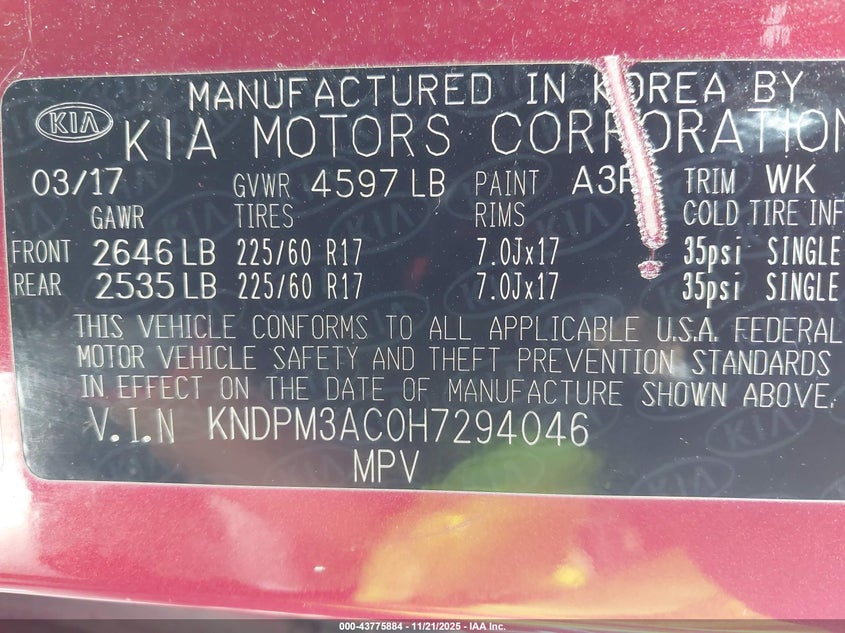 MANUFACTURED IN KOREA BY
KIA KIA MOTORS CORPORATION
03/17 GVWR 4597 LB PAINT A3R TRIM WK
GAWR TIRES RIMS COLD TIRE INF
FRONT 2646 LB 225/60 R17 7.0Jx17 35psi SINGLE
REAR 2535 LB 225/60 R17 7.0Jx17 35psi SINGLE
THIS VEHICLE CONFORMS TO ALL APPLICABLE U.S.A. FEDERAL
MOTOR VEHICLE SAFETY AND THEFT PREVENTION STANDARDS
IN EFFECT ON THE DATE OF MANUFACTURE SHOWN ABOVE.
V.I.N KNDPM3AC0H7294046
MPV
000-43775884 - 11/21/2025 - IAA Inc.